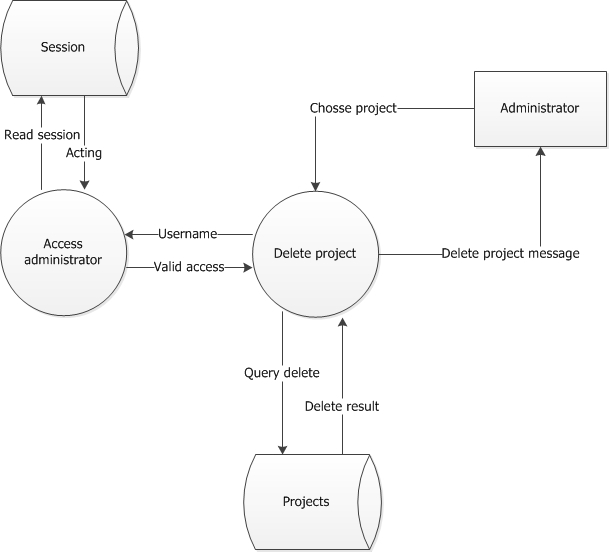 Session
Administrator
Chosse project
Read session
Acting
Access
administrator
Username
Valid access
Delete project
Delete project message
Query delete
Delete result
Projects